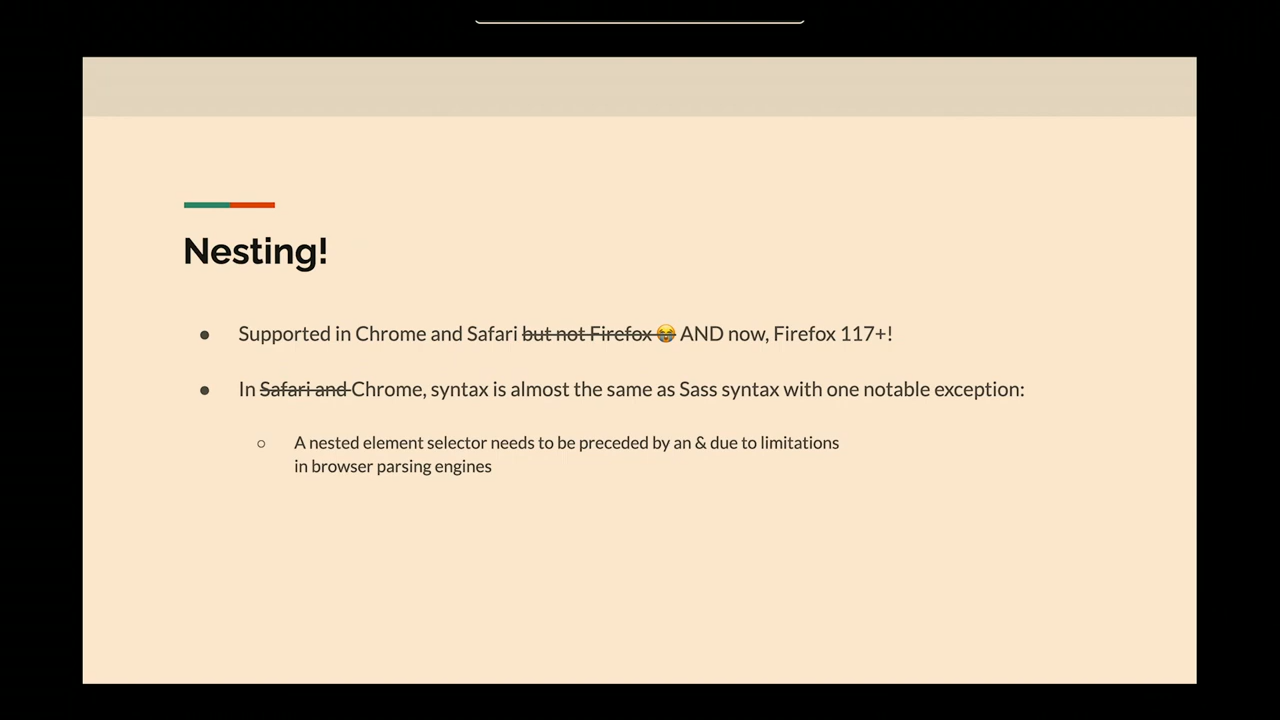 Nesting!
● Supported in Chrome and Safari but not Firefox 😂 AND now, Firefox 117+!
● In Safari and Chrome, syntax is almost the same as Sass syntax with one notable exception:
○ A nested element selector needs to be preceded by an & due to limitations
in browser parsing engines